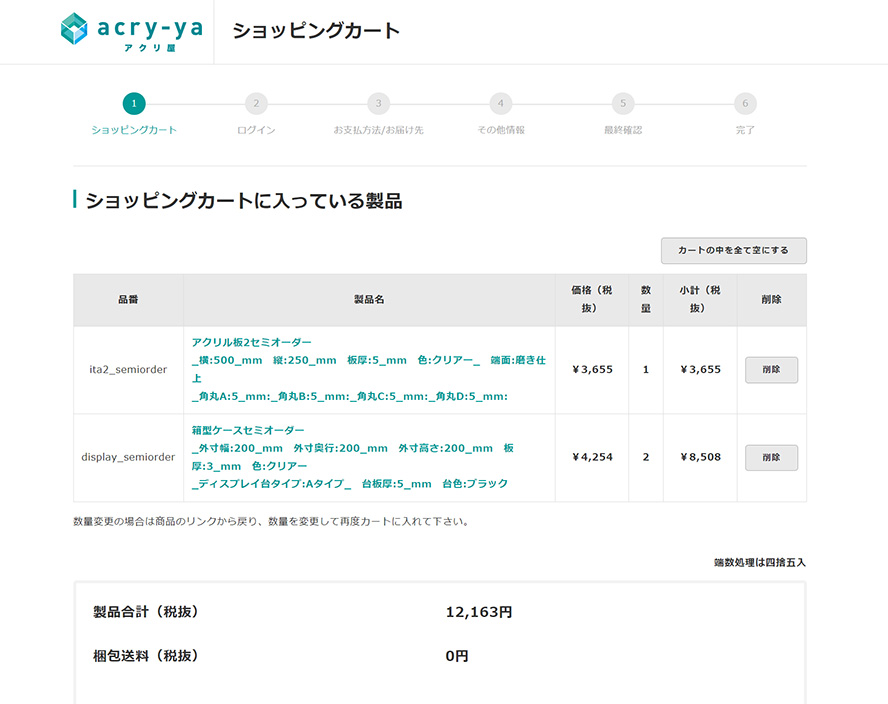 acry-ya
アクリ屋
ショッピングカート
1 2 3 4 5 6
ショッピングカート ログイン お支払方法/お届け先 その他情報 最終確認 完了
ショッピングカートに入っている製品
カートの中を全て空にする
品番 製品名 価格（税抜） 数量 小計（税抜） 削除
ita2_semiorder
アクリル板2セミオーダー
_横:500_mm　縦:250_mm　板厚:5_mm　色:クリアー_　端面:磨き仕
上
_角丸A:5_mm:_角丸B:5_mm:_角丸C:5_mm:_角丸D:5_mm:
¥3,655 1 ¥3,655 削除
display_semiorder
箱型ケースセミオーダー
_外寸幅:200_mm　外寸奥行:200_mm　外寸高さ:200_mm　板
厚:3_mm　色:クリアー
_ディスプレイ台タイプ:Aタイプ_　台板厚:5_mm　台色:ブラック
¥4,254 2 ¥8,508 削除
数量変更の場合は商品のリンクから戻り、数量を変更して再度カートに入れて下さい。
端数処理は四捨五入
製品合計（税抜） 12,163円
梱包送料（税抜） 0円